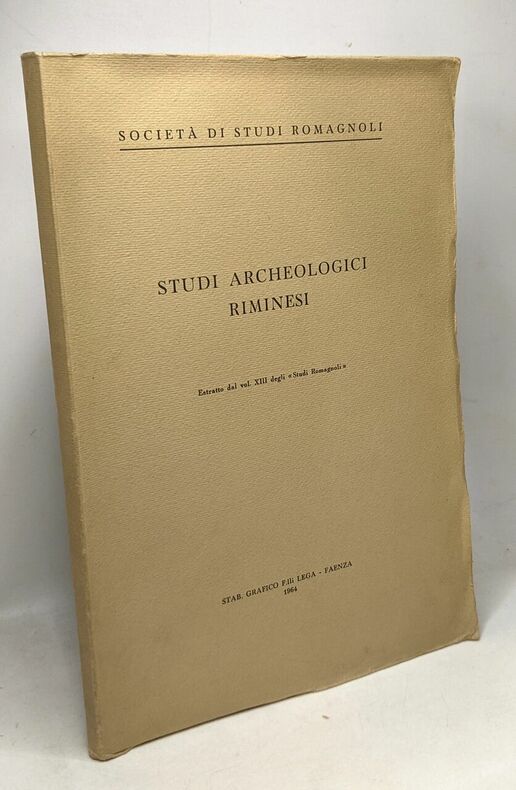 SOCIETÀ DI STUDI ROMAGNOLI
STUDI ARCHEOLOGICI
RIMINESI
Estratto dal vol. XIII degli «Studi Romagnoli»
STAB. GRAFICO F.lli LEGA - FAENZA
1964